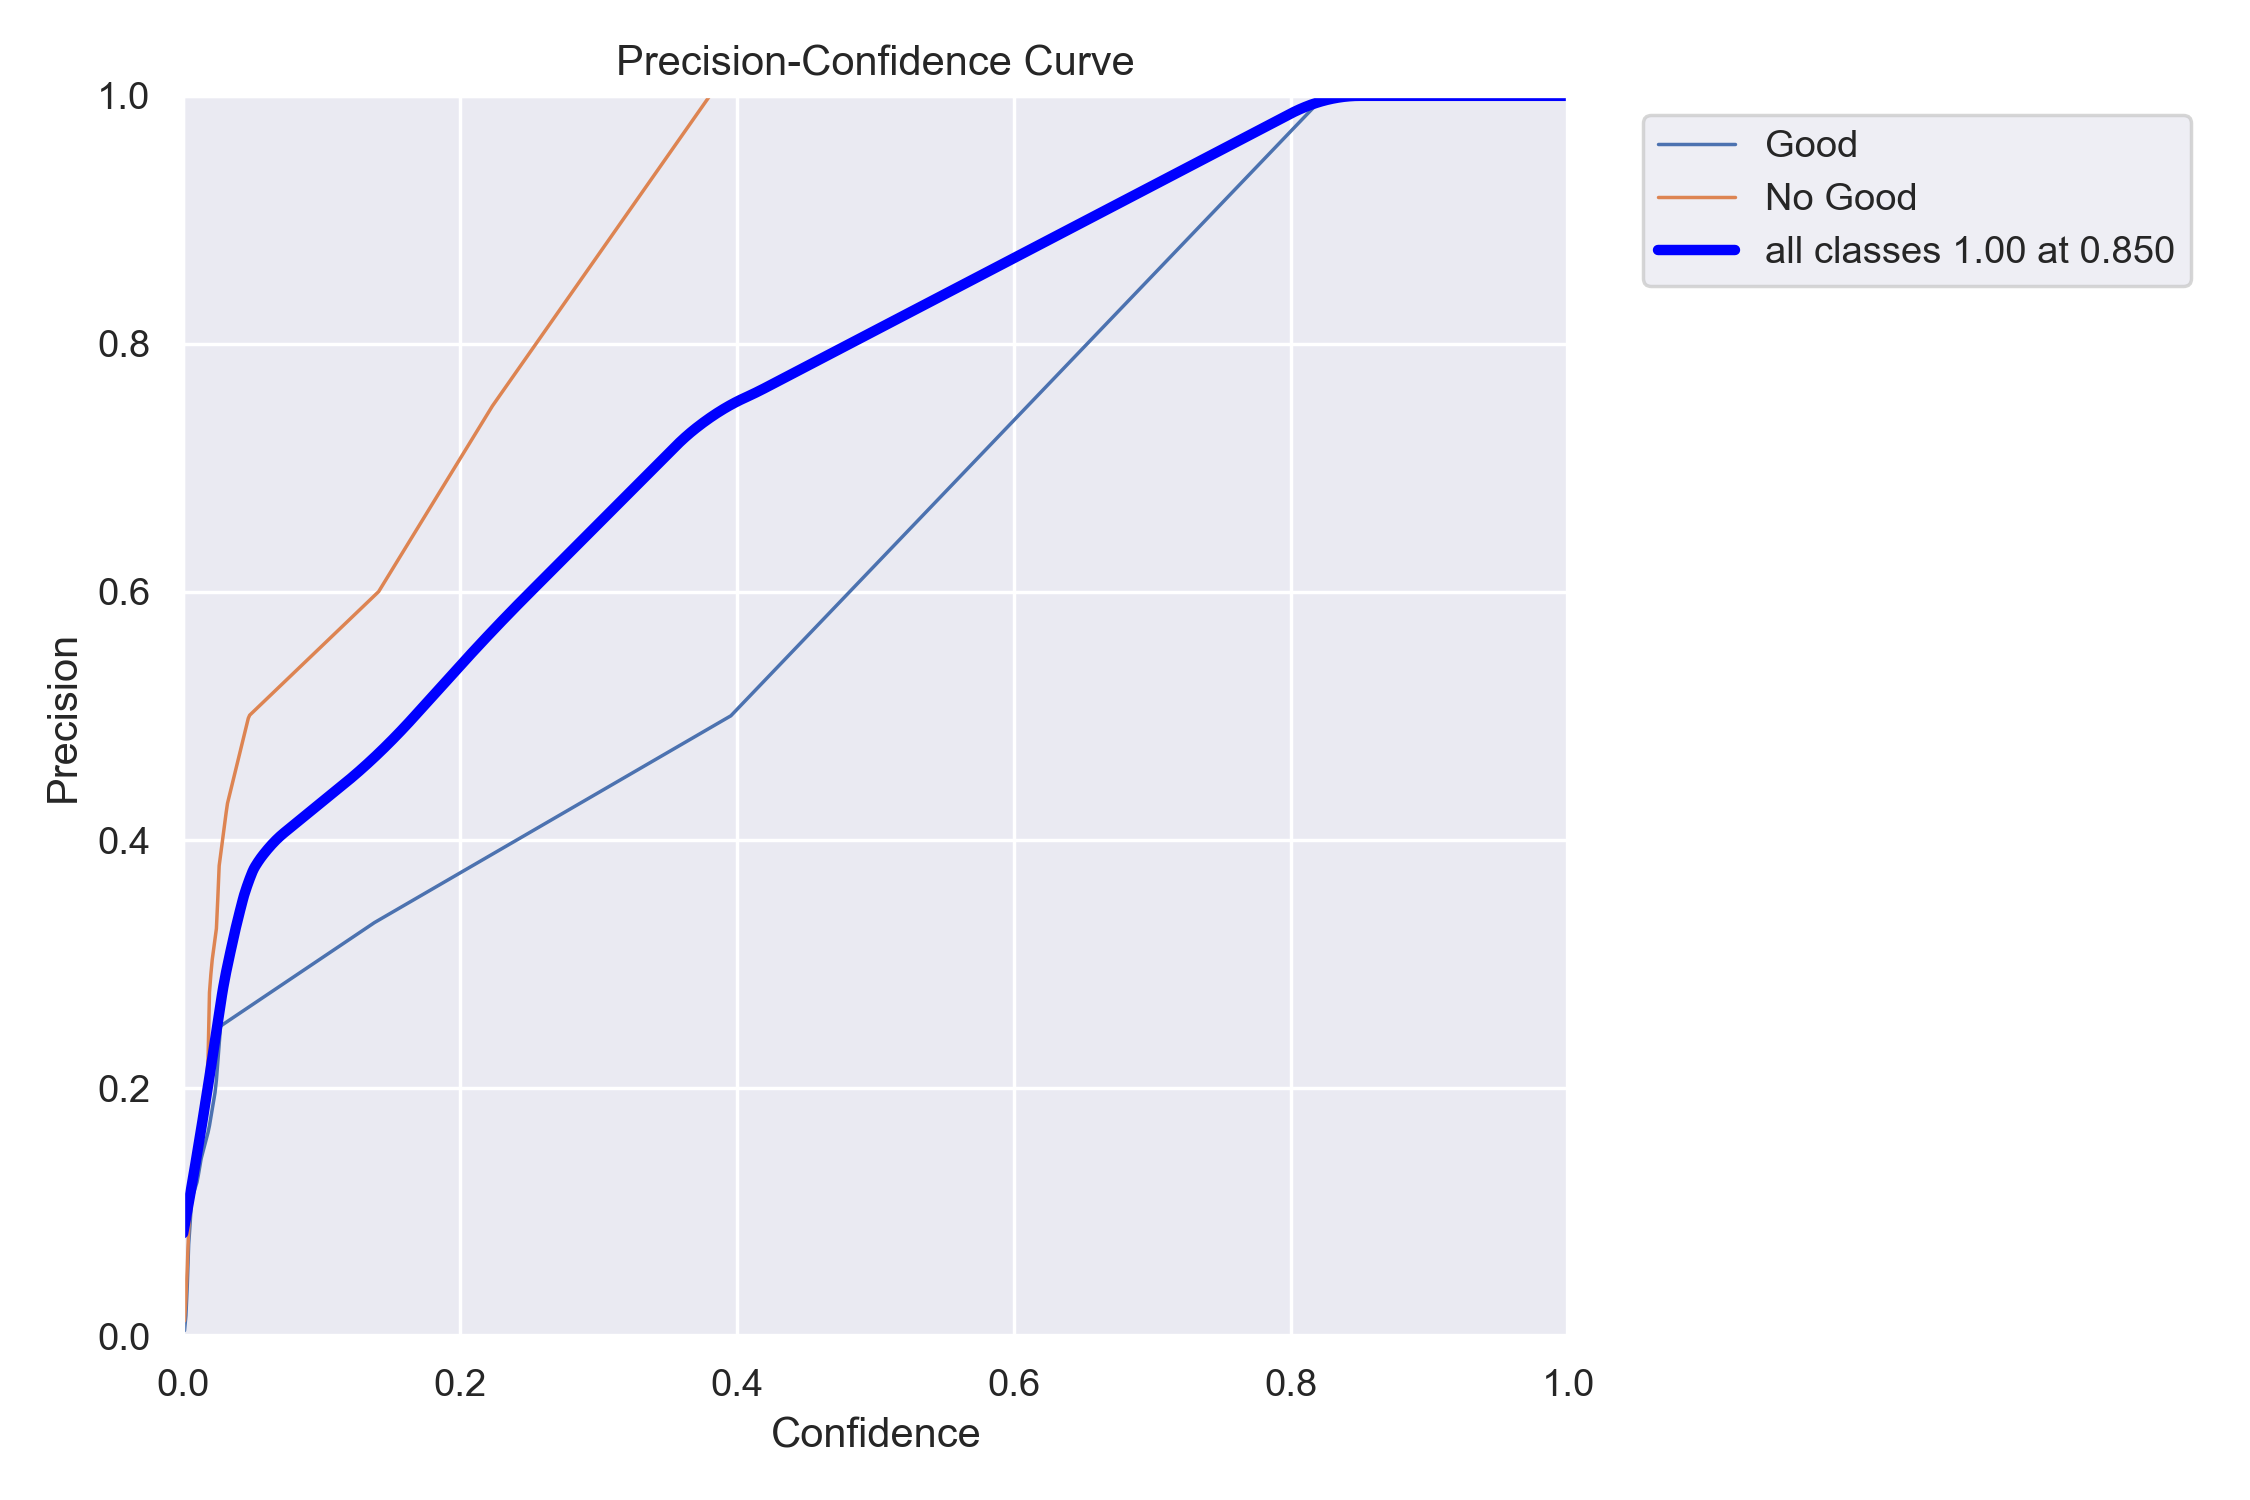 Precision-Confidence Curve
1.0
0.8
0.6
0.4
0.2
0.0
Precision
0.0 0.2 0.4 0.6 0.8 1.0
Confidence
Good
No Good
all classes 1.00 at 0.850